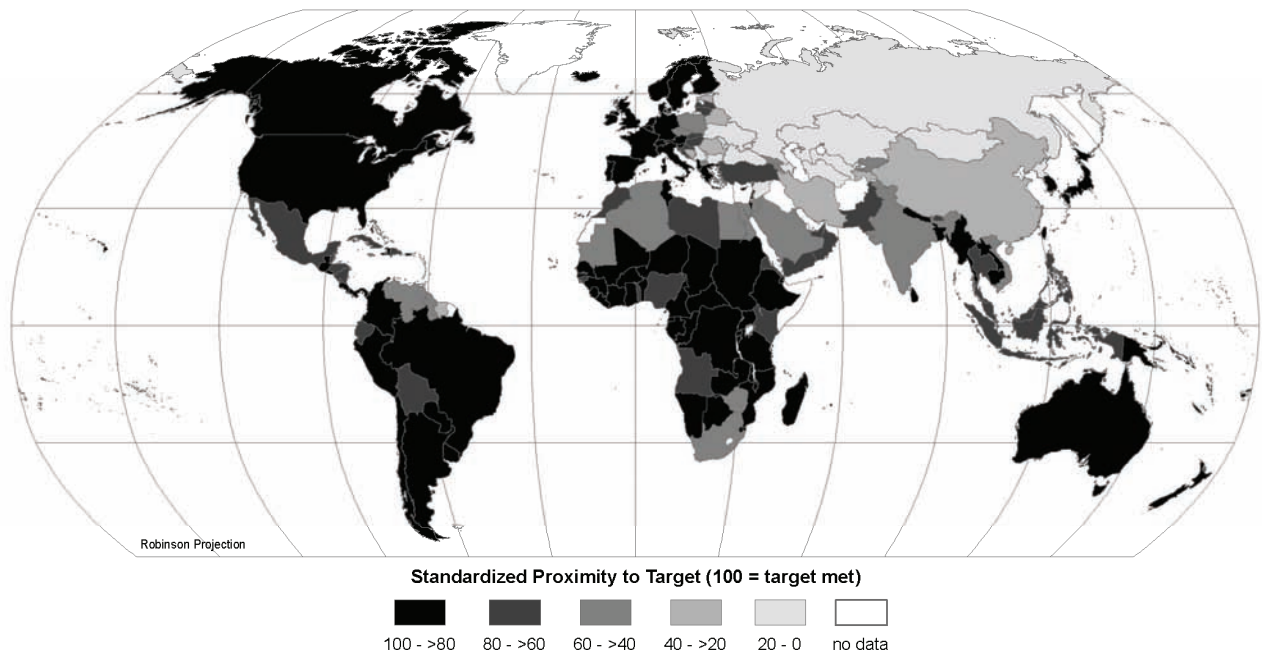 Robinson Projection
Standardized Proximity to Target (100 = target met)
100 - >80 80 - >60 60 - >40 40 - >20 20 - 0 no data